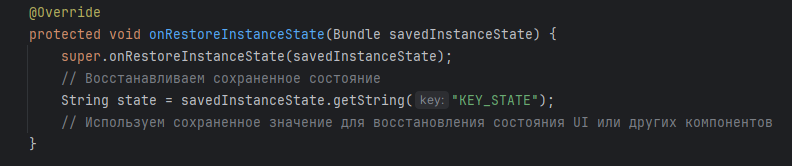 @Override
protected void onRestoreInstanceState(Bundle savedInstanceState) {
super.onRestoreInstanceState(savedInstanceState);
// Восстанавливаем сохраненное состояние
String state = savedInstanceState.getString( key: "KEY_STATE");
// Используем сохраненное значение для восстановления состояния UI или других компонентов
}